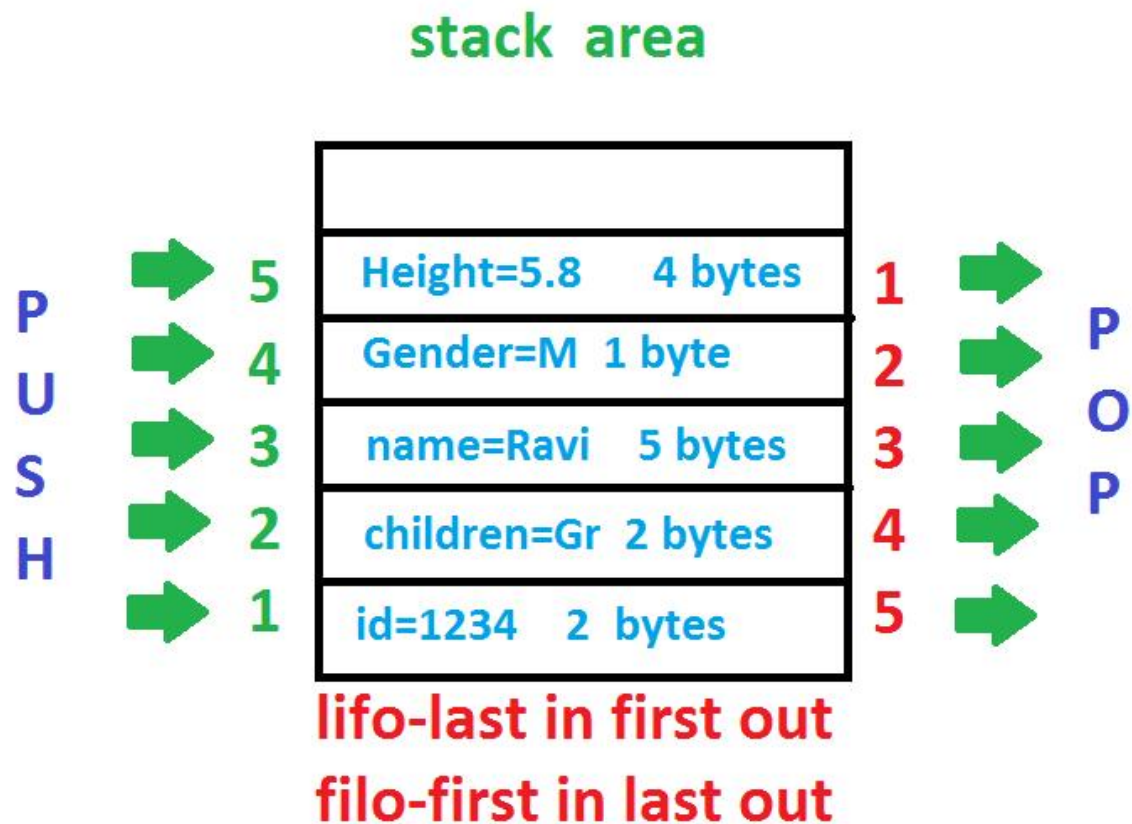 stack area
PUSH
POP
5 Height=5.8 4 bytes 1
4 Gender=M 1 byte 2
3 name=Ravi 5 bytes 3
2 children=Gr 2 bytes 4
1 id=1234 2 bytes 5
lifo-last in first out
filo-first in last out